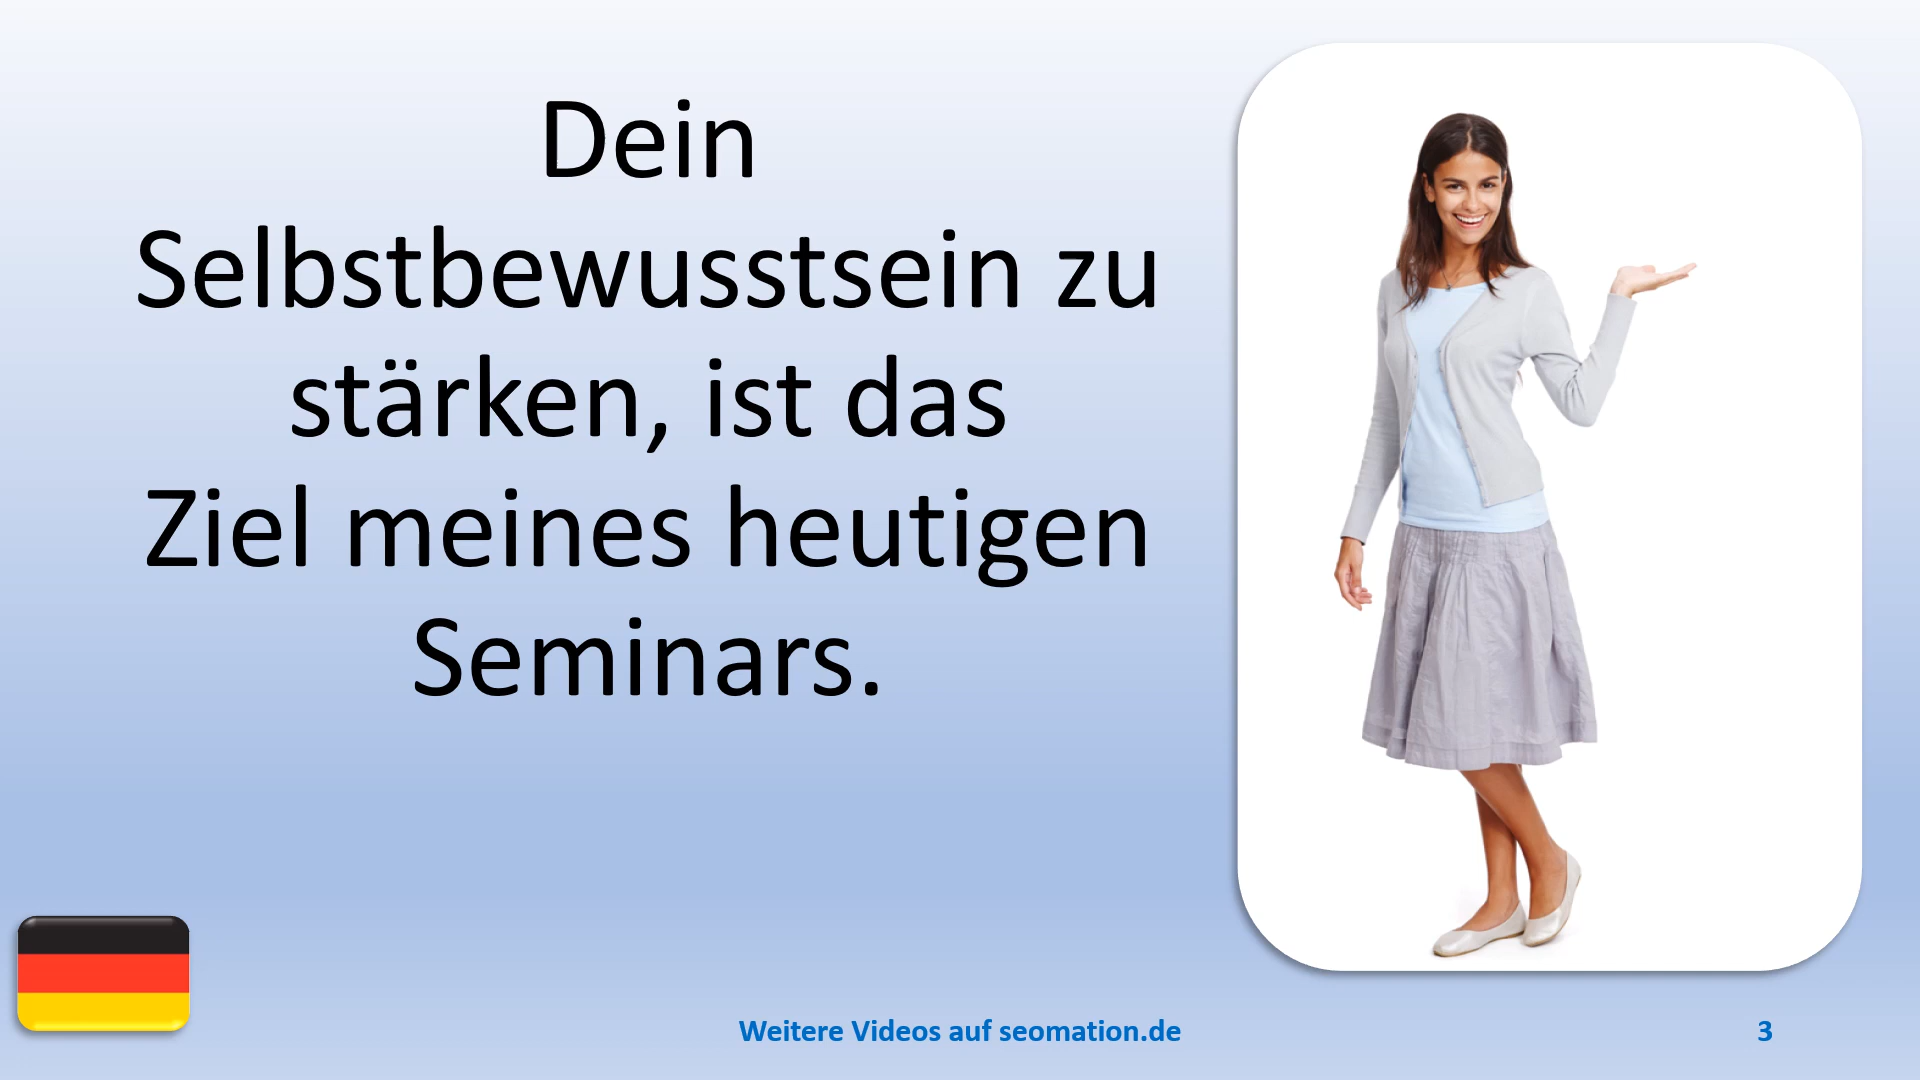 Dein
Selbstbewusstsein zu
stärken, ist das
Ziel meines heutigen
Seminars.
Weitere Videos auf seomation.de
3